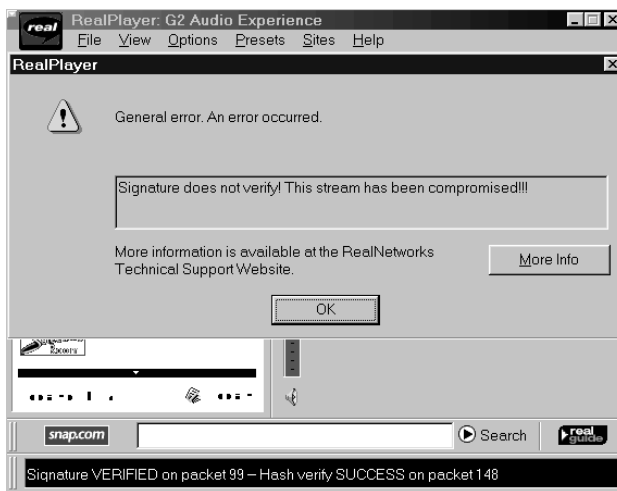 real RealPlayer: G2 Audio Experience
File View Options Presets Sites Help
RealPlayer
General error. An error occurred.
Signature does not verify! This stream has been compromised!!!
More information is available at the RealNetworks
Technical Support Website.
More Info
OK
snap.com
Search
real guide
Signature VERIFIED on packet 99 – Hash verify SUCCESS on packet 148